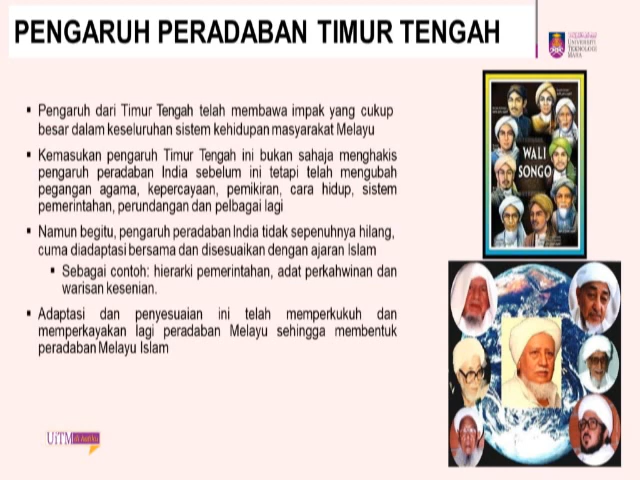 PENGARUH PERADABAN TIMUR TENGAH
UNIVERSITI
TEKNOLOGI
MARA
▪ Pengaruh dari Timur Tengah telah membawa impak yang cukup
besar dalam keseluruhan sistem kehidupan masyarakat Melayu
▪ Kemasukan pengaruh Timur Tengah ini bukan sahaja menghakis
pengaruh peradaban India sebelum ini tetapi telah mengubah
pegangan agama, kepercayaan, pemikiran, cara hidup, sistem
pemerintahan, perundangan dan pelbagai lagi
▪ Namun begitu, pengaruh peradaban India tidak sepenuhnya hilang,
cuma diadaptasi bersama dan disesuaikan dengan ajaran Islam
▪ Sebagai contoh: hierarki pemerintahan, adat perkahwinan dan
warisan kesenian.
▪ Adaptasi dan penyesuaian ini telah memperkukuh dan
memperkayakan lagi peradaban Melayu sehingga membentuk
peradaban Melayu Islam
WALI
SONGO
UiTM